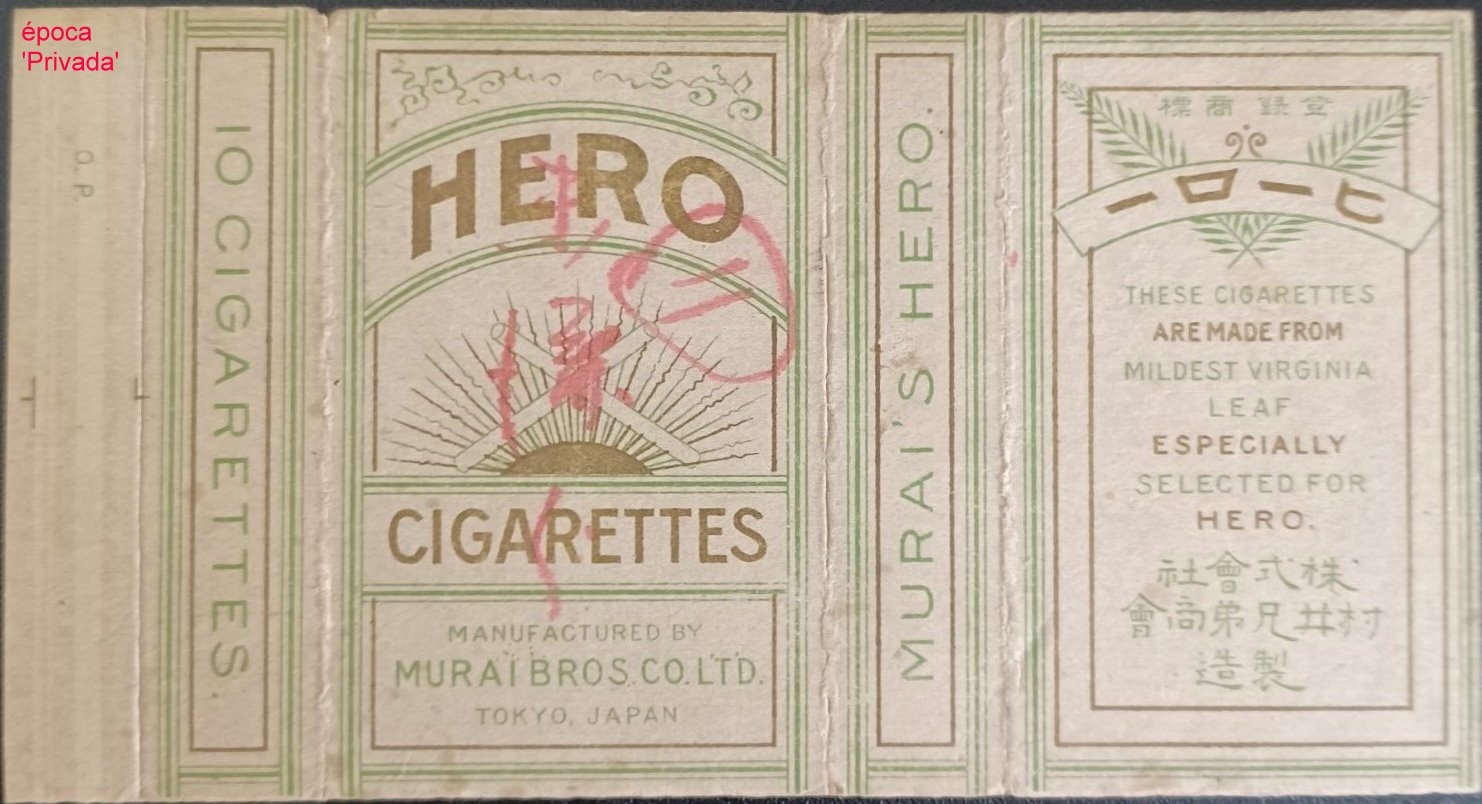 época
'Privada'
O.P.
10 CIGARETTES.
HERO
CIGARETTES
MANUFACTURED BY
MURAI BROS. CO. LTD.
TOKYO, JAPAN
MURAI'S HERO.
登錄商標
ヒーロー
THESE CIGARETTES
ARE MADE FROM
MILDEST VIRGINIA
LEAF
ESPECIALLY
SELECTED FOR
HERO.
株式會社
村井兄弟商會
製造